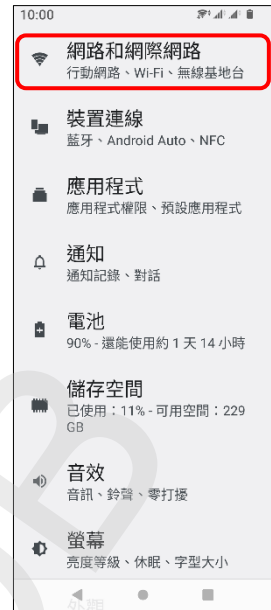 10:00
網路和網際網路
行動網路、Wi-Fi、無線基地台
裝置連線
藍牙、Android Auto、NFC
應用程式
應用程式權限、預設應用程式
通知
通知記錄、對話
電池
90% - 還能使用約 1 天 14 小時
儲存空間
已使用：11% - 可用空間：229
GB
音效
音訊、鈴聲、零打擾
螢幕
亮度等級、休眠、字型大小
外觀